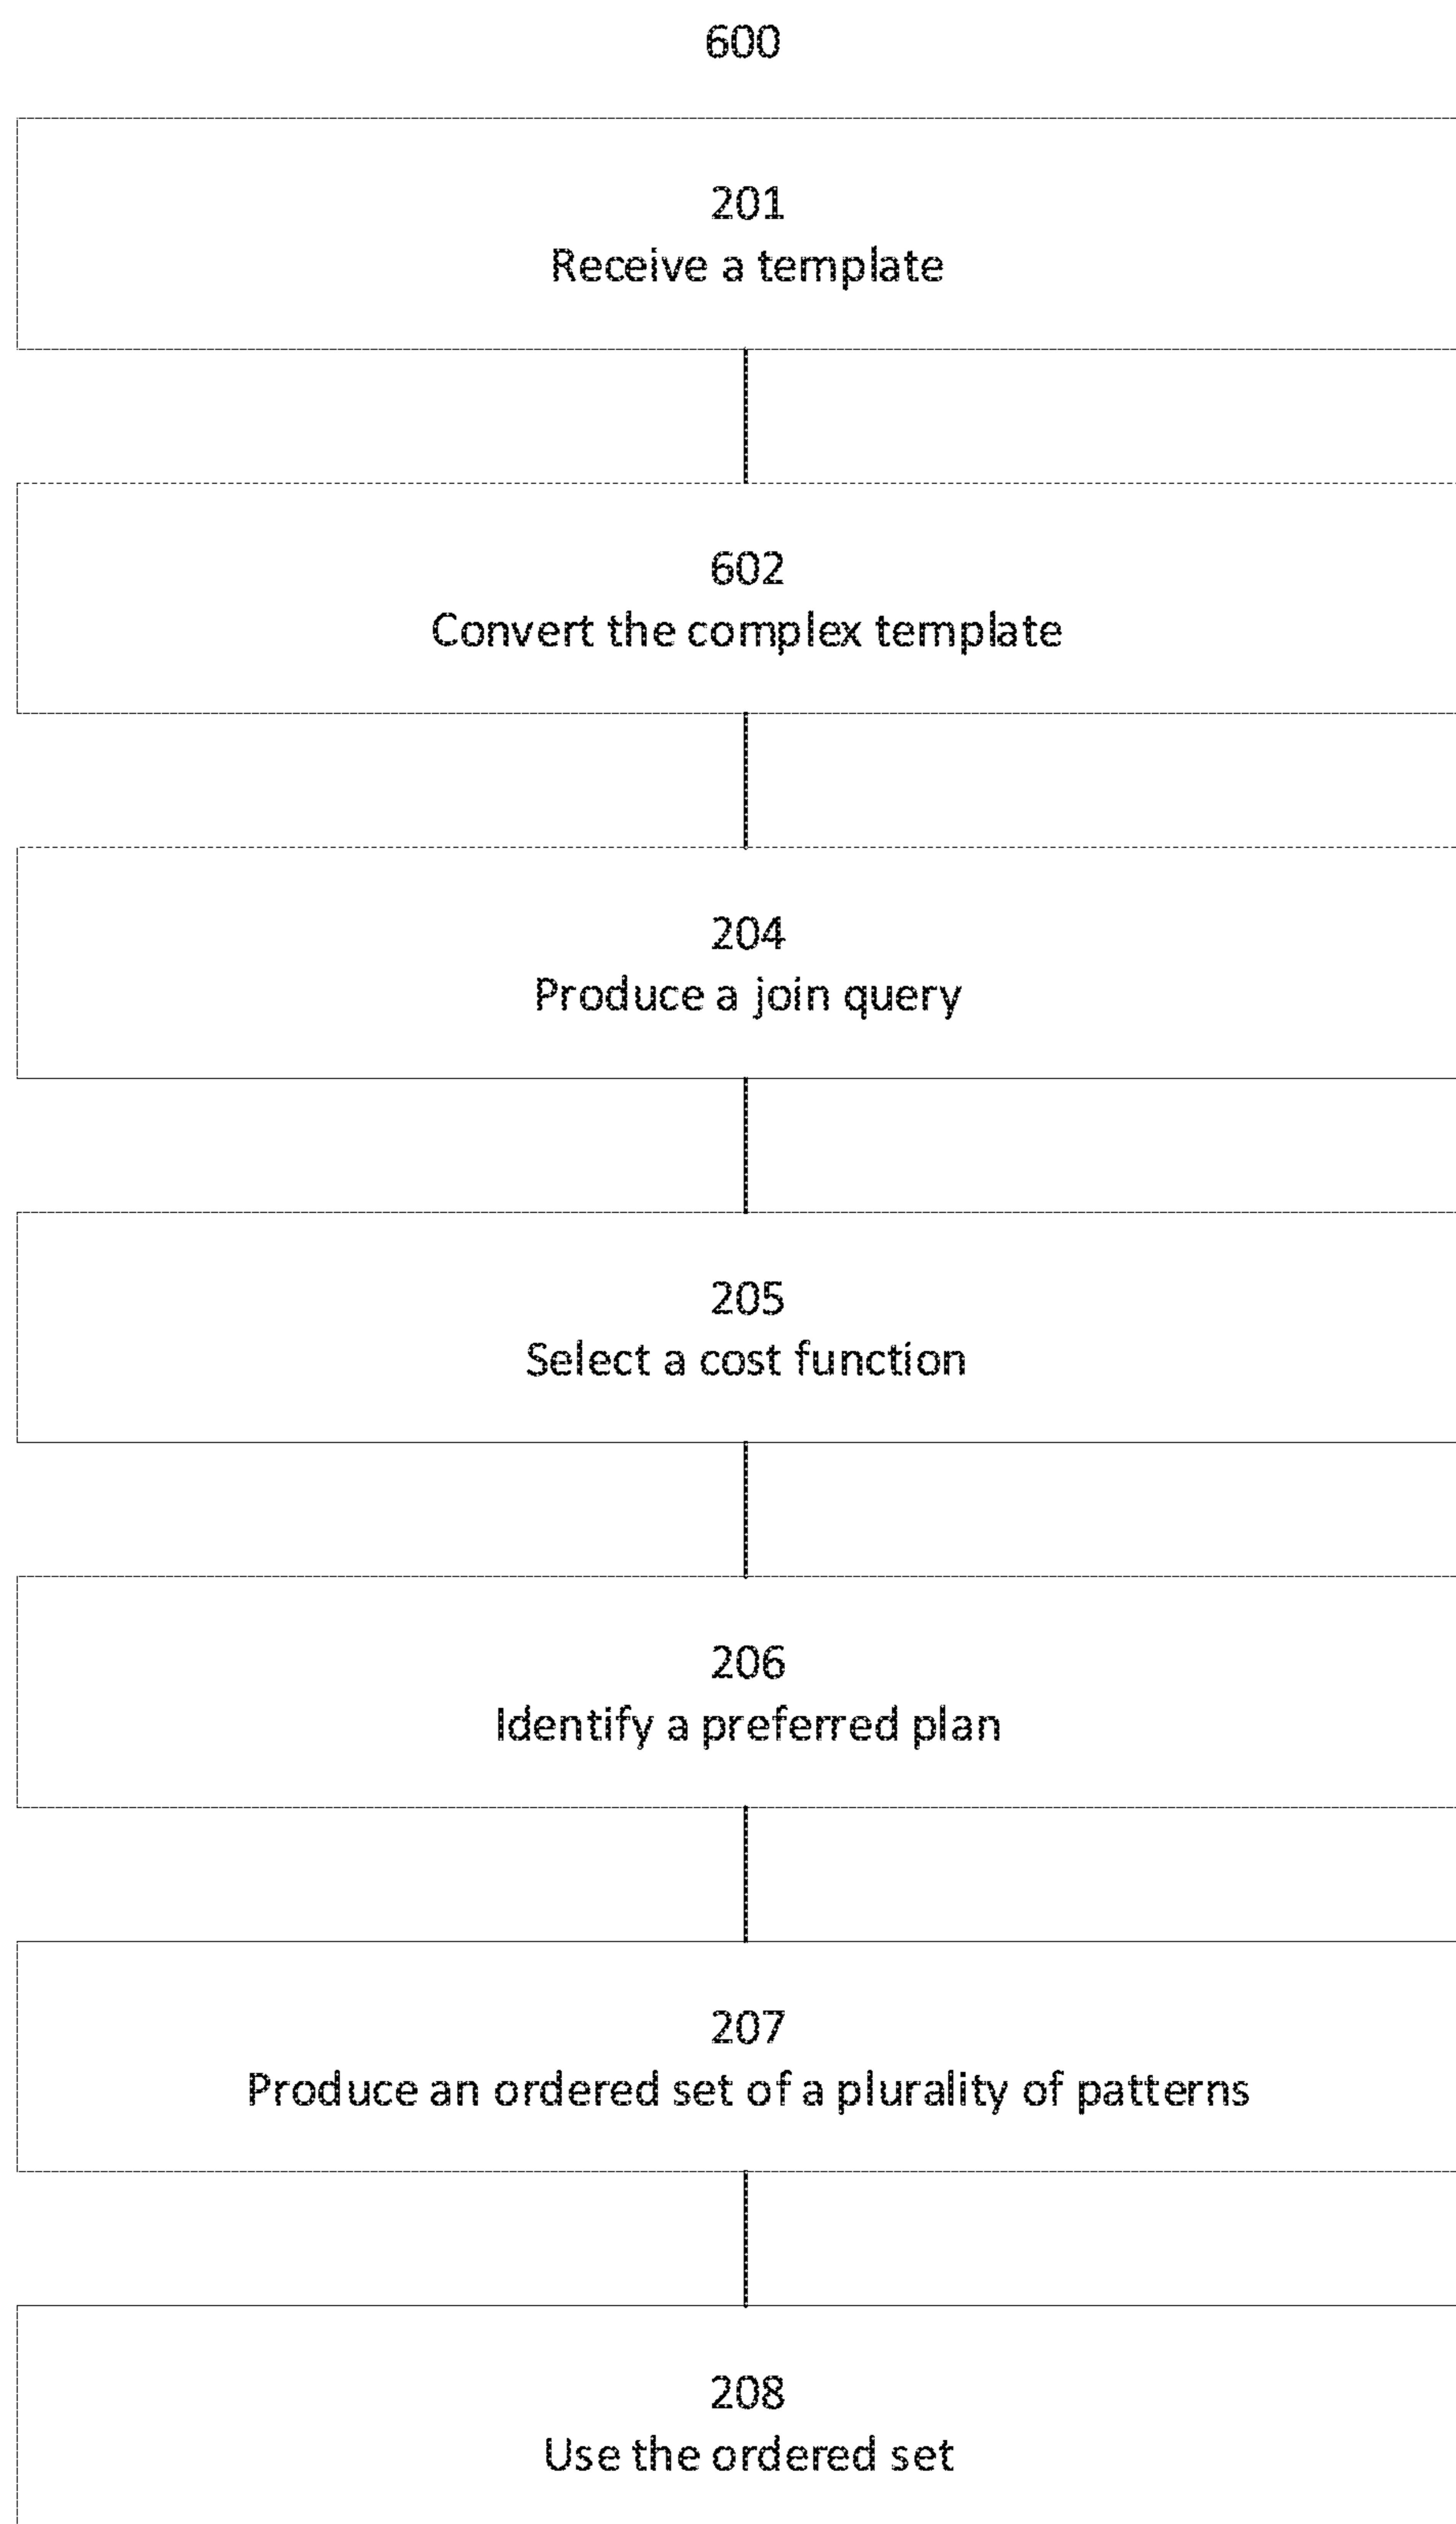 600
201
Receive a template
602
Convert the complex template
204
Produce a join query
205
Select a cost function
206
Identify a preferred plan
207
Produce an ordered set of a plurality of patterns
208
Use the ordered set